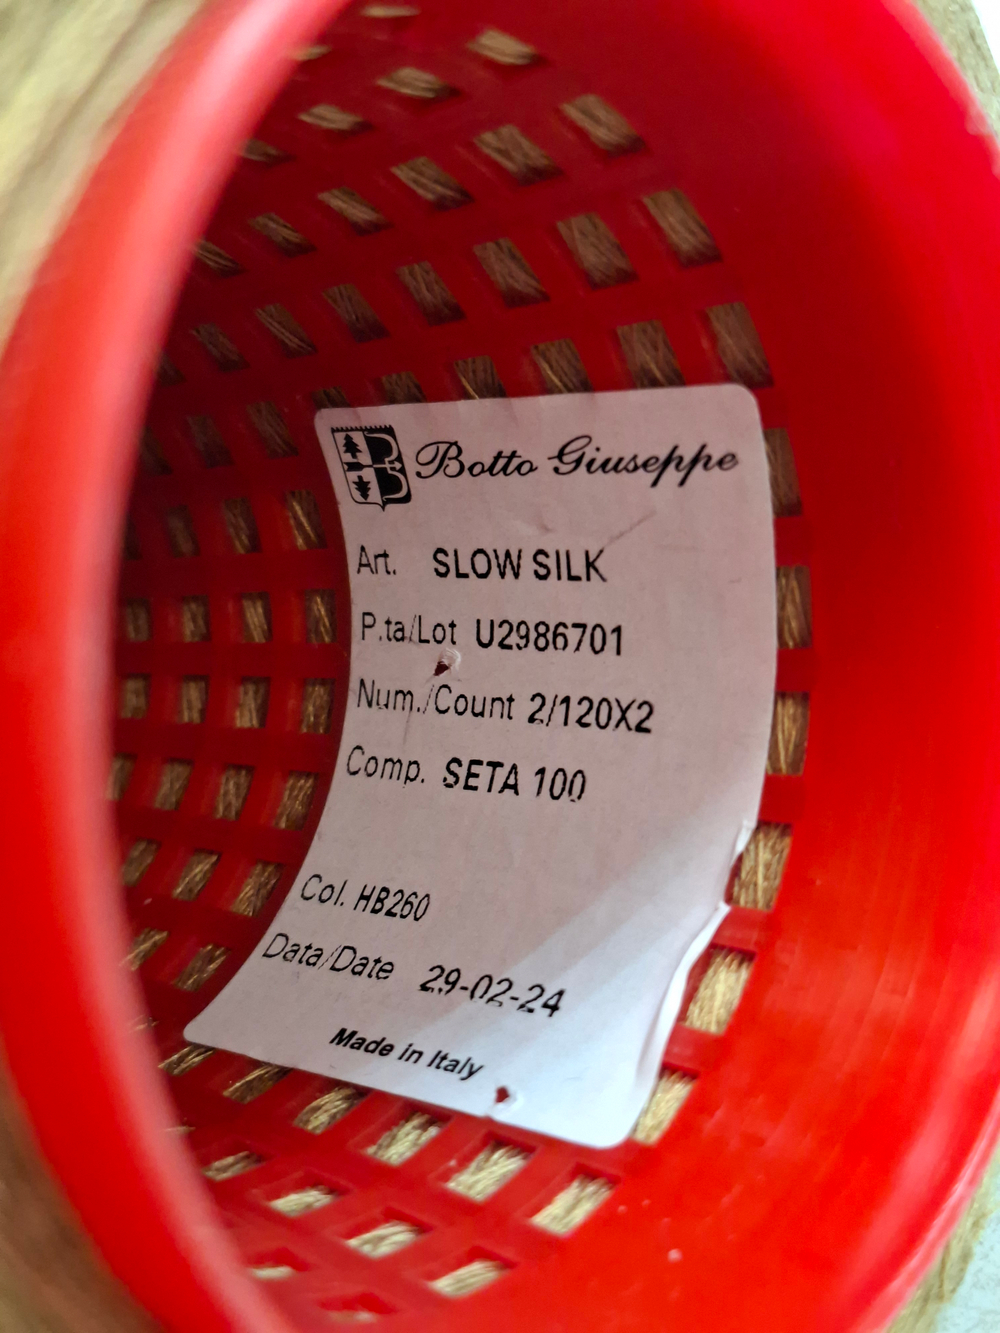 Botto Giuseppe
Art. SLOW SILK
P.ta/Lot U2986701
Num./Count 2/120X2
Comp. SETA 100
Col. HB260
Data/Date 29-02-24
Made in Italy